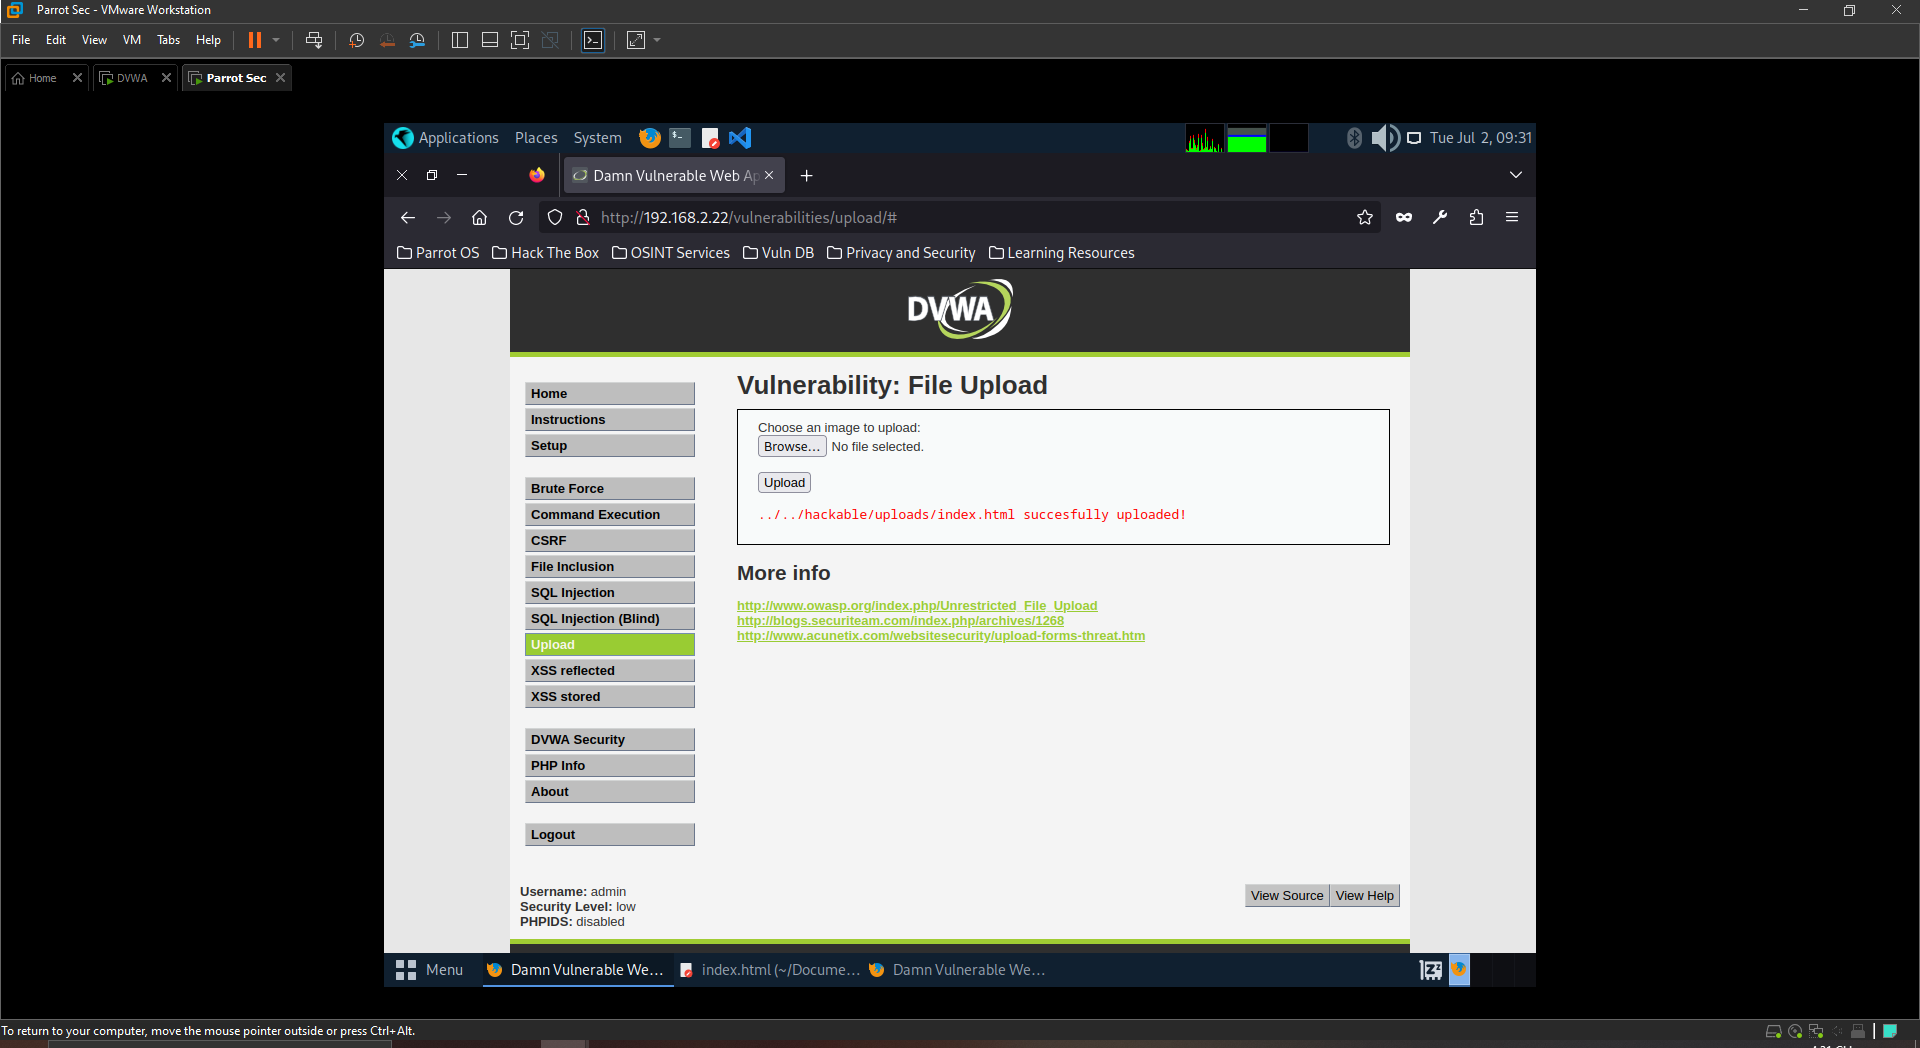 Parrot Sec - VMware Workstation
File Edit View VM Tabs Help
Home DVWA Parrot Sec
Applications Places System Tue Jul 2, 09:31
Damn Vulnerable Web Ap
http://192.168.2.22/vulnerabilities/upload/#
Parrot OS Hack The Box OSINT Services Vuln DB Privacy and Security Learning Resources
DVWA
Home
Instructions
Setup
Brute Force
Command Execution
CSRF
File Inclusion
SQL Injection
SQL Injection (Blind)
Upload
XSS reflected
XSS stored
DVWA Security
PHP Info
About
Logout
Vulnerability: File Upload
Choose an image to upload:
Browse... No file selected.
Upload
../../hackable/uploads/index.html succesfully uploaded!
More info
http://www.owasp.org/index.php/Unrestricted_File_Upload
http://blogs.securiteam.com/index.php/archives/1268
http://www.acunetix.com/websitesecurity/upload-forms-threat.htm
Username: admin
Security Level: low
PHPIDS: disabled
View Source View Help
Menu Damn Vulnerable We... index.html (~/Docume... Damn Vulnerable We...
To return to your computer, move the mouse pointer outside or press Ctrl+Alt.